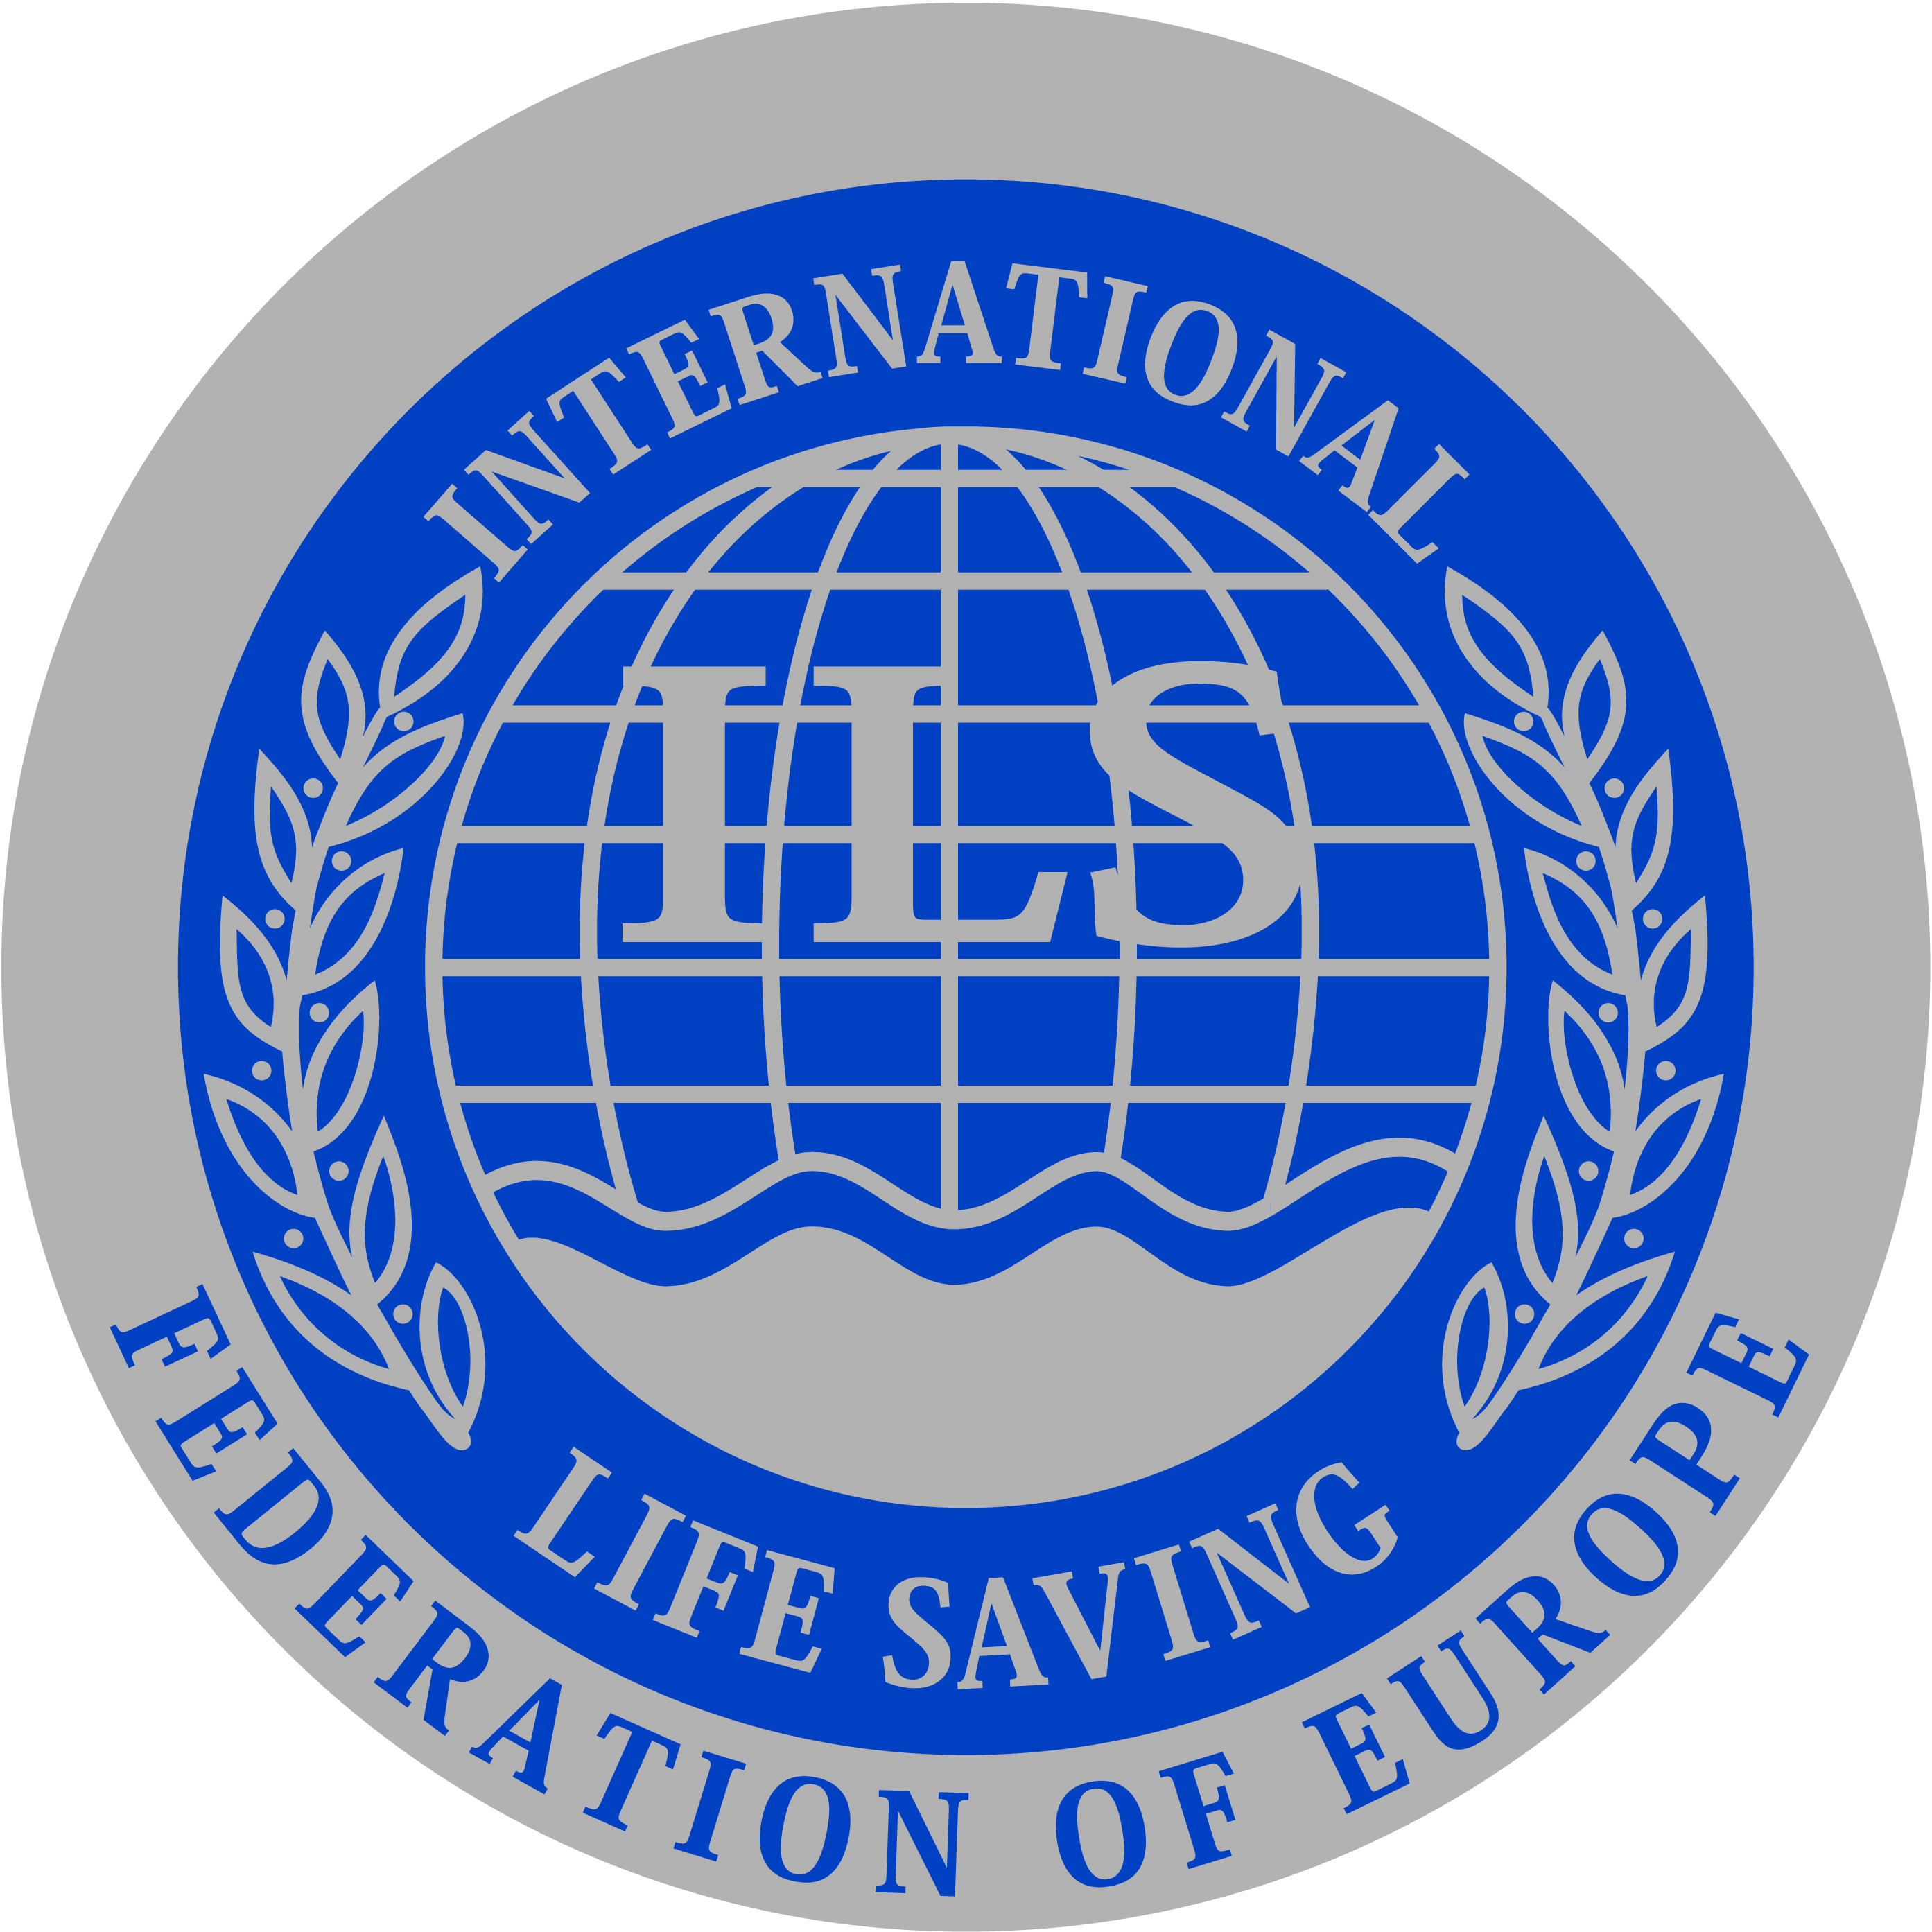 INTERNATIONAL
ILS
LIFE SAVING
FEDERATION OF EUROPE